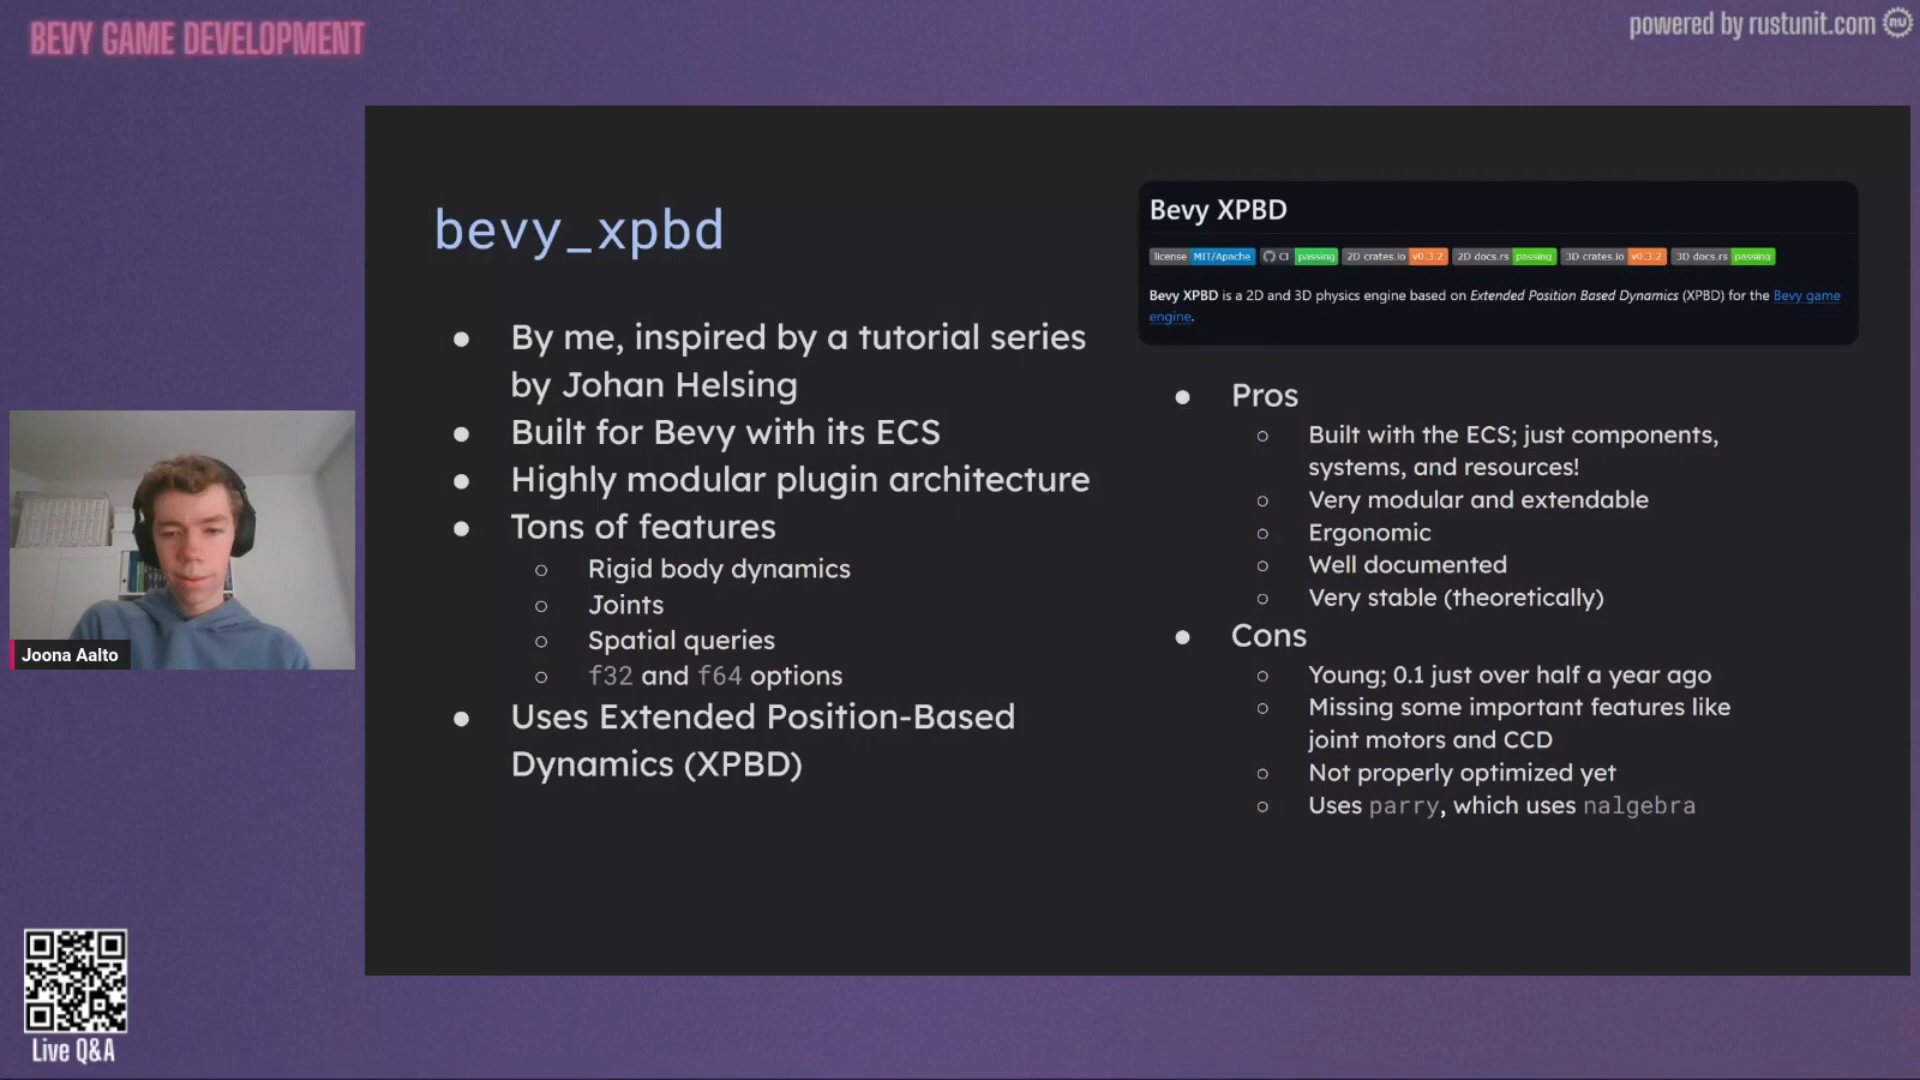 BEVY GAME DEVELOPMENT
powered by rustunit.com
RU
bevy_xpbd
● By me, inspired by a tutorial series
by Johan Helsing
● Built for Bevy with its ECS
● Highly modular plugin architecture
● Tons of features
○ Rigid body dynamics
○ Joints
○ Spatial queries
○ f32 and f64 options
● Uses Extended Position-Based
Dynamics (XPBD)
Bevy XPBD
license MIT/Apache CI passing 2D crates.io v0.3.2 2D docs.rs passing 3D crates.io v0.3.2 3D docs.rs passing
Bevy XPBD is a 2D and 3D physics engine based on Extended Position Based Dynamics (XPBD) for the Bevy game
engine.
● Pros
○ Built with the ECS; just components,
systems, and resources!
○ Very modular and extendable
○ Ergonomic
○ Well documented
○ Very stable (theoretically)
● Cons
○ Young; 0.1 just over half a year ago
○ Missing some important features like
joint motors and CCD
○ Not properly optimized yet
○ Uses parry, which uses nalgebra
Joona Aalto
Live Q&A